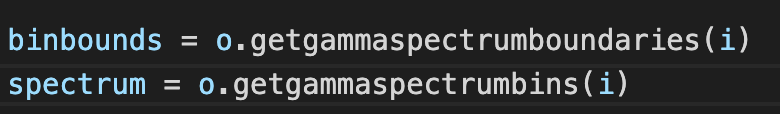 binbounds = o.getgammaspectrumboundaries(i)
spectrum = o.getgammaspectrumbins(i)